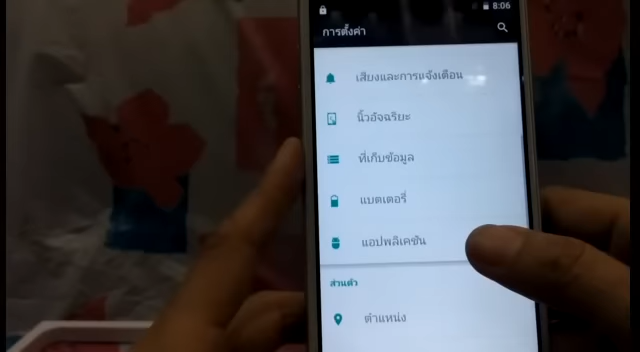 8:06
การตั้งค่า
เสียงและการแจ้งเตือน
นิ้วอัจฉริยะ
ที่เก็บข้อมูล
แบตเตอรี่
แอปพลิเคชัน
ส่วนตัว
ตำแหน่ง